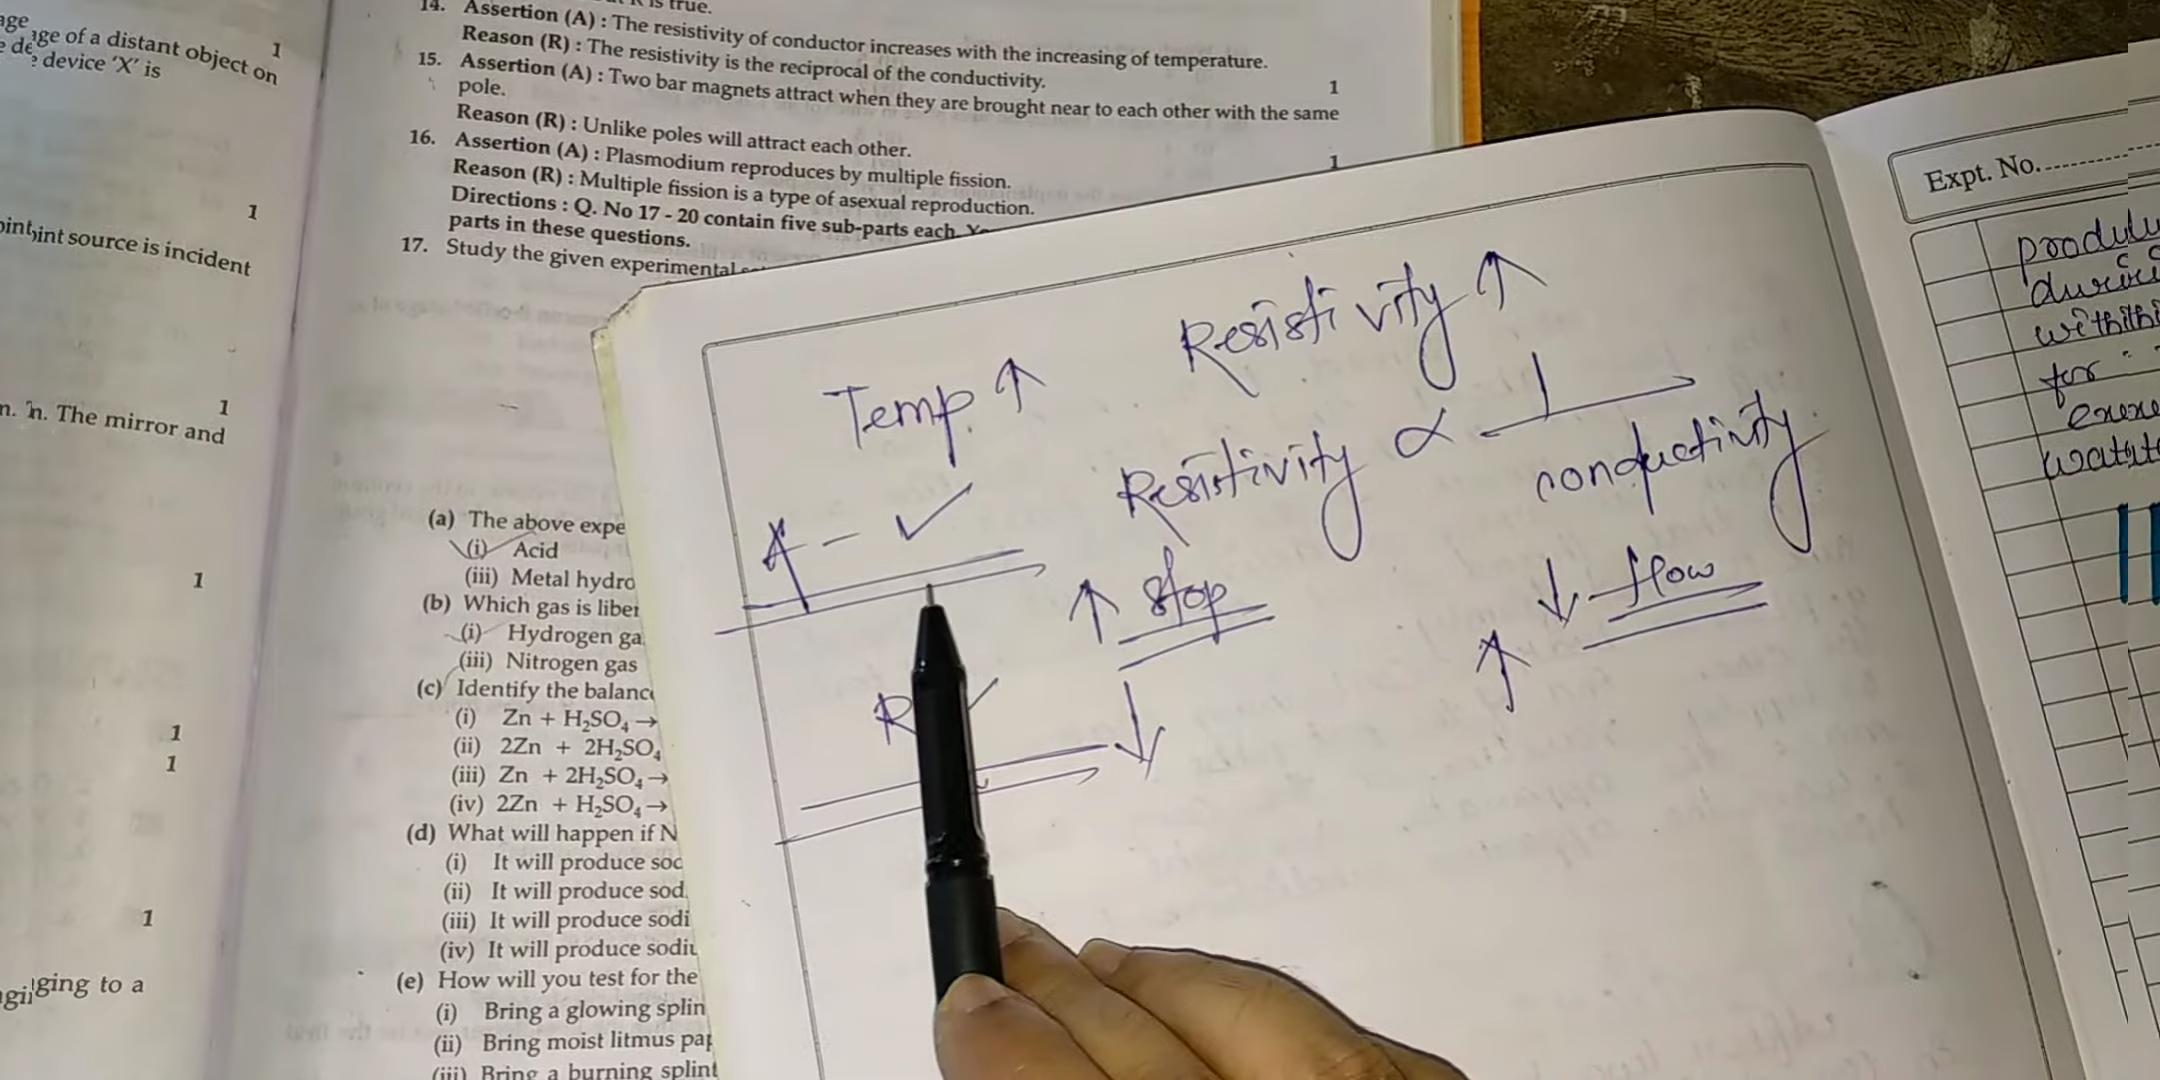 is true.
14. Assertion (A) : The resistivity of conductor increases with the increasing of temperature.
Reason (R) : The resistivity is the reciprocal of the conductivity.
1
15. Assertion (A) : Two bar magnets attract when they are brought near to each other with the same
pole.
Reason (R) : Unlike poles will attract each other.
1
16. Assertion (A) : Plasmodium reproduces by multiple fission.
Reason (R) : Multiple fission is a type of asexual reproduction.
Directions : Q. No 17 - 20 contain five sub-parts each.
parts in these questions.
17. Study the given experimental
(a) The above expe
(i) Acid
(iii) Metal hydro
(b) Which gas is liber
(i) Hydrogen ga
(iii) Nitrogen gas
(c) Identify the balanc
(i) Zn + H₂SO₄ →
(ii) 2Zn + 2H₂SO₄
(iii) Zn + 2H₂SO₄ →
(iv) 2Zn + H₂SO₄ →
(d) What will happen if N
(i) It will produce sod
(ii) It will produce sod
(iii) It will produce sodi
(iv) It will produce sodiu
(e) How will you test for the
(i) Bring a glowing splin
(ii) Bring moist litmus pap
(iii) Bring a burning splint
age of a distant object on
1
device 'X' is
1
int source is incident
1
n. The mirror and
1
1
1
1
ging to a
Temp. ↑ Resistivity ↑
Resistivity ∝ 1
conductivity
A - ✓
↑ stop ↓ flow
R ✓ ↓ ↑
Expt. No.
for